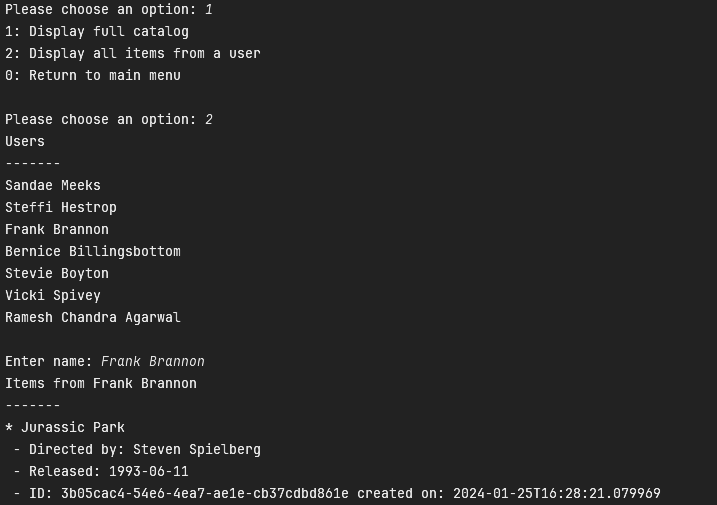 Please choose an option: 1
1: Display full catalog
2: Display all items from a user
0: Return to main menu
Please choose an option: 2
Users
-------
Sandae Meeks
Steffi Hestrop
Frank Brannon
Bernice Billingsbottom
Stevie Boyton
Vicki Spivey
Ramesh Chandra Agarwal
Enter name: Frank Brannon
Items from Frank Brannon
-------
* Jurassic Park
 - Directed by: Steven Spielberg
 - Released: 1993-06-11
 - ID: 3b05cac4-54e6-4ea7-ae1e-cb37cdbd861e created on: 2024-01-25T16:28:21.079969